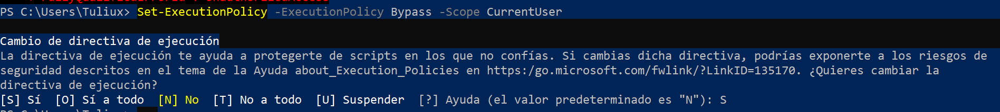 PS C:\Users\Tuliux> Set-ExecutionPolicy -ExecutionPolicy Bypass -Scope CurrentUser
Cambio de directiva de ejecución
La directiva de ejecución te ayuda a protegerte de scripts en los que no confías. Si cambias dicha directiva, podrías exponerte a los riesgos de
seguridad descritos en el tema de la Ayuda about_Execution_Policies en https:/go.microsoft.com/fwlink/?LinkID=135170. ¿Quieres cambiar la
directiva de ejecución?
[S] Sí  [O] Sí a todo  [N] No  [T] No a todo  [U] Suspender  [?] Ayuda (el valor predeterminado es "N"): S
PS C:\Users\Tuliux>